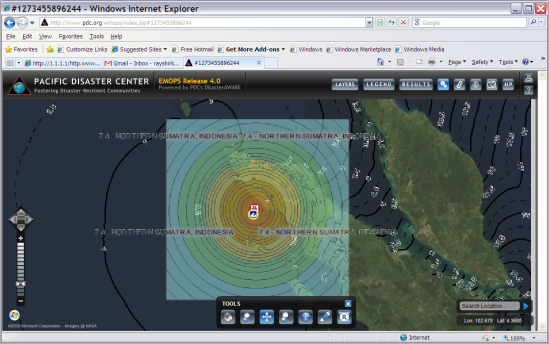 #1273455896244 - Windows Internet Explorer
http://www.pdc.org/emops/index.jsp#1273455896244
Google
File Edit View Favorites Tools Help
Favorites Customize Links Suggested Sites Free Hotmail Get More Add-ons Windows Windows Marketplace Windows Media
http://1.1.1.1/http.www... Gmail - Inbox - rayshirk... #1273455896244 Page Safety Tools
PACIFIC DISASTER CENTER EMOPS Release 4.0
Fostering Disaster-Resilient Communities Powered by PDC's DisasterAWARE
LAYERS LEGEND RESULTS HP
7.4 - NORTHERN SUMATRA, INDONESIA 7.4 - NORTHERN SUMATRA, INDONESIA
7.4 - NORTHERN SUMATRA, INDONESIA 7.4 - NORTHERN SUMATRA, INDONESIA
TOOLS
Search Location...
©2009 Microsoft Corporation - Imagery @ NASA
Lon: 102.678 Lat: 4.3880
Internet 100%